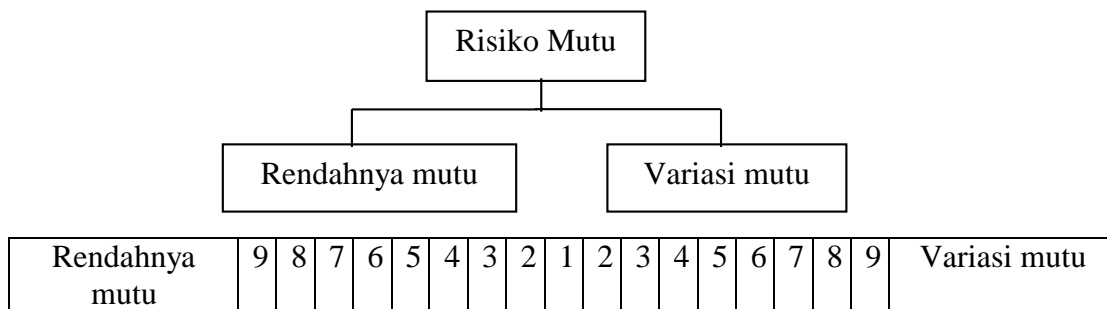 Risiko Mutu
Rendahnya mutu
Variasi mutu
Rendahnya 9 8 7 6 5 4 3 2 1 2 3 4 5 6 7 8 9 Variasi mutu
mutu